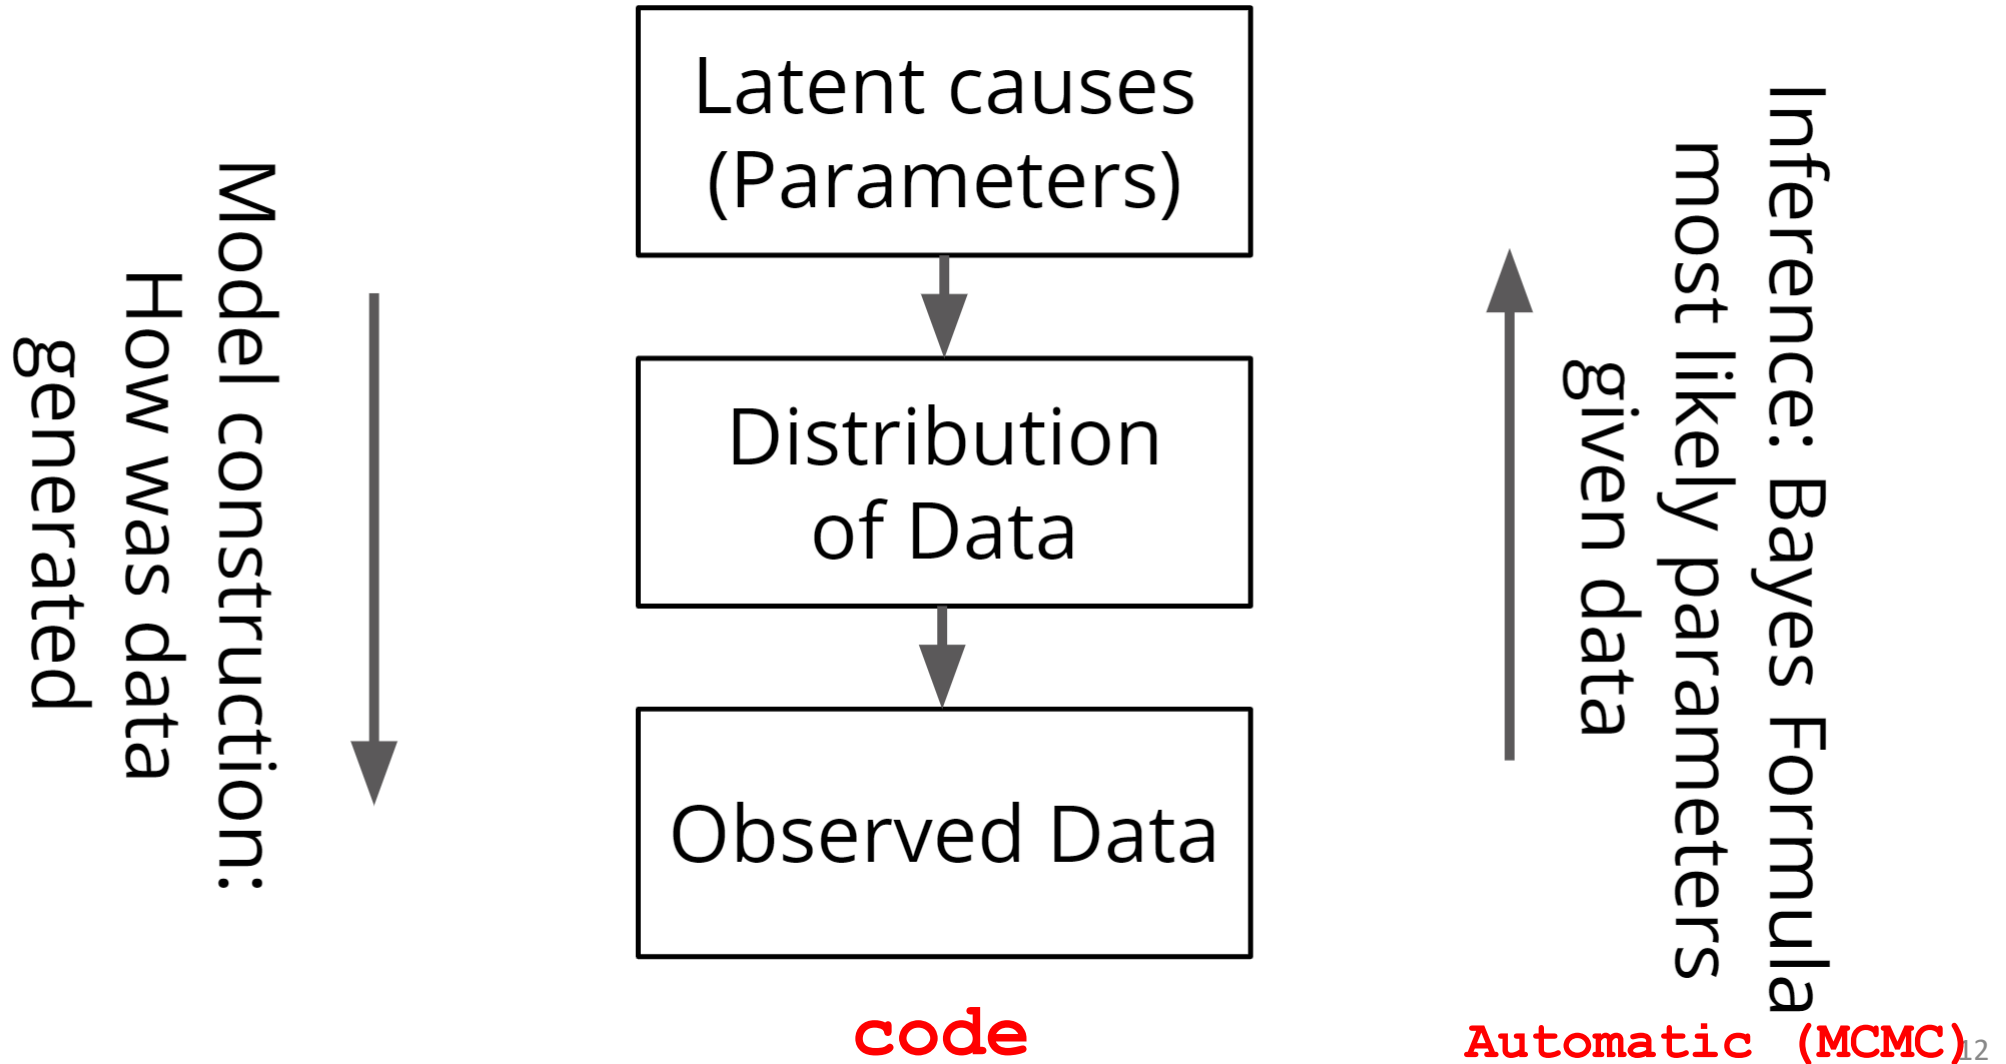 Model construction:
How was data
generated
Latent causes
(Parameters)
Distribution
of Data
Observed Data
Inference: Bayes Formula
most likely parameters
given data
code
Automatic (MCMC)
12